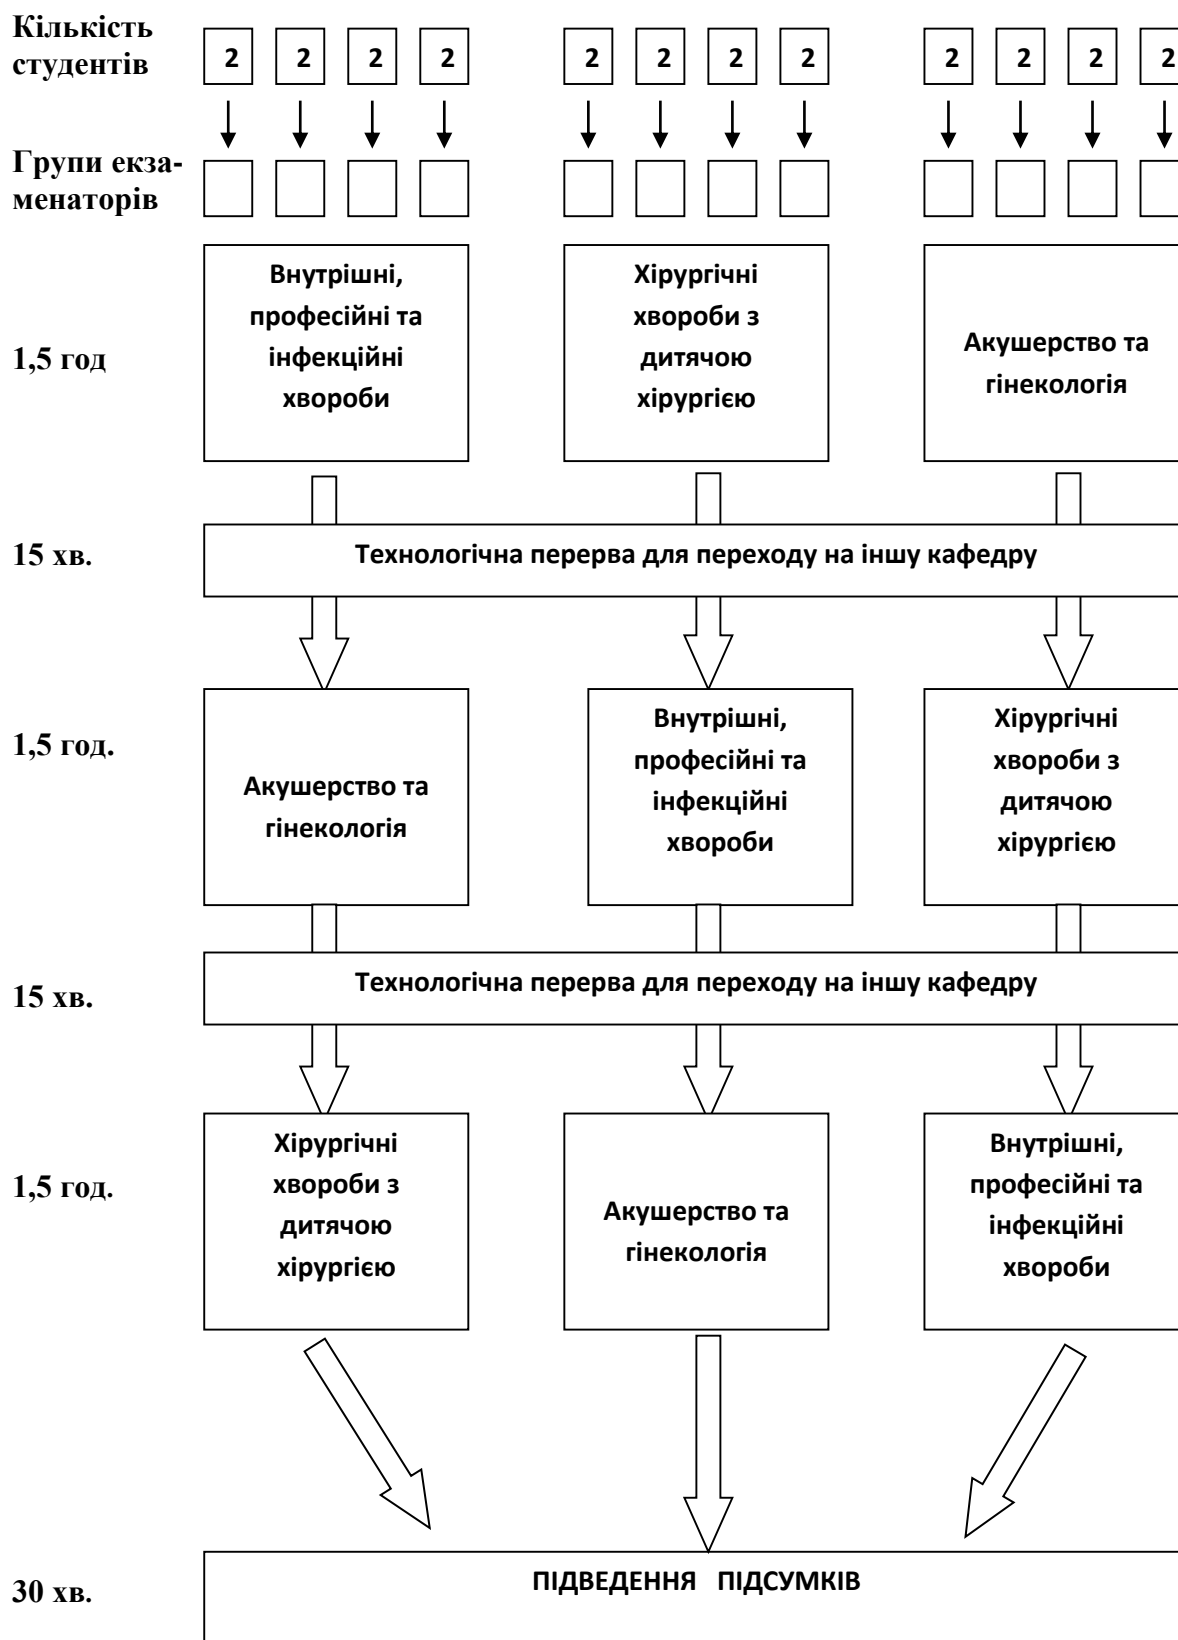 Кількість
студентів
2 2 2 2 2 2 2 2 2 2 2 2
Групи екза-
менаторів
1,5 год
Внутрішні,
професійні та
інфекційні
хвороби
Хірургічні
хвороби з
дитячою
хірургією
Акушерство та
гінекологія
15 хв.
Технологічна перерва для переходу на іншу кафедру
1,5 год.
Акушерство та
гінекологія
Внутрішні,
професійні та
інфекційні
хвороби
Хірургічні
хвороби з
дитячою
хірургією
15 хв.
Технологічна перерва для переходу на іншу кафедру
1,5 год.
Хірургічні
хвороби з
дитячою
хірургією
Акушерство та
гінекологія
Внутрішні,
професійні та
інфекційні
хвороби
30 хв.
ПІДВЕДЕННЯ ПІДСУМКІВ